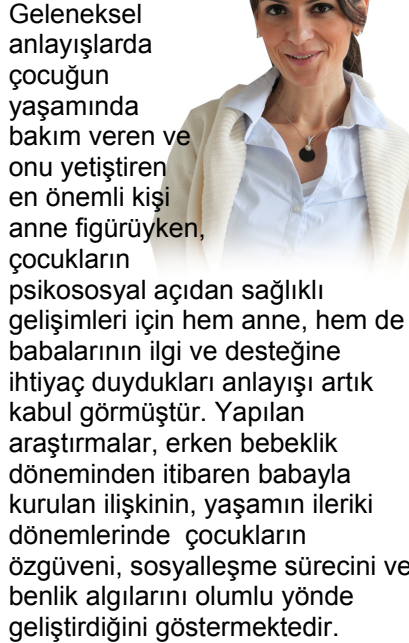 Geleneksel
anlayışlarda
çocuğun
yaşamında
bakım veren ve
onu yetiştiren
en önemli kişi
anne figürüyken,
çocukların
psikososyal açıdan sağlıklı
gelişimleri için hem anne, hem de
babalarının ilgi ve desteğine
ihtiyaç duydukları anlayışı artık
kabul görmüştür. Yapılan
araştırmalar, erken bebeklik
döneminden itibaren babayla
kurulan ilişkinin, yaşamın ileriki
dönemlerinde çocukların
özgüveni, sosyalleşme sürecini ve
benlik algılarını olumlu yönde
geliştirdiğini göstermektedir.